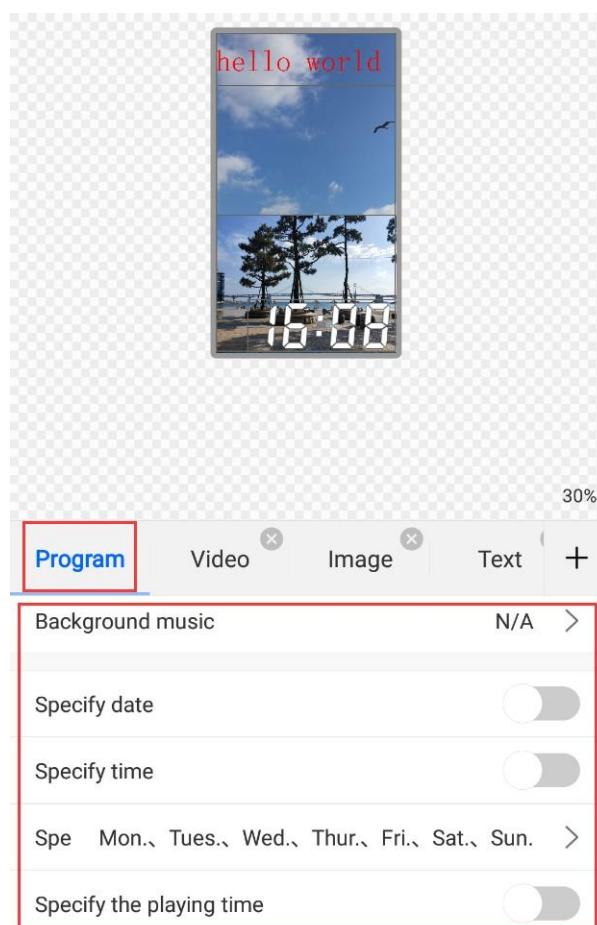 hello world
16:08
30%
Program Video Image Text +
Background music N/A
Specify date
Specify time
Spe Mon.、Tues.、Wed.、Thur.、Fri.、Sat.、Sun.
Specify the playing time